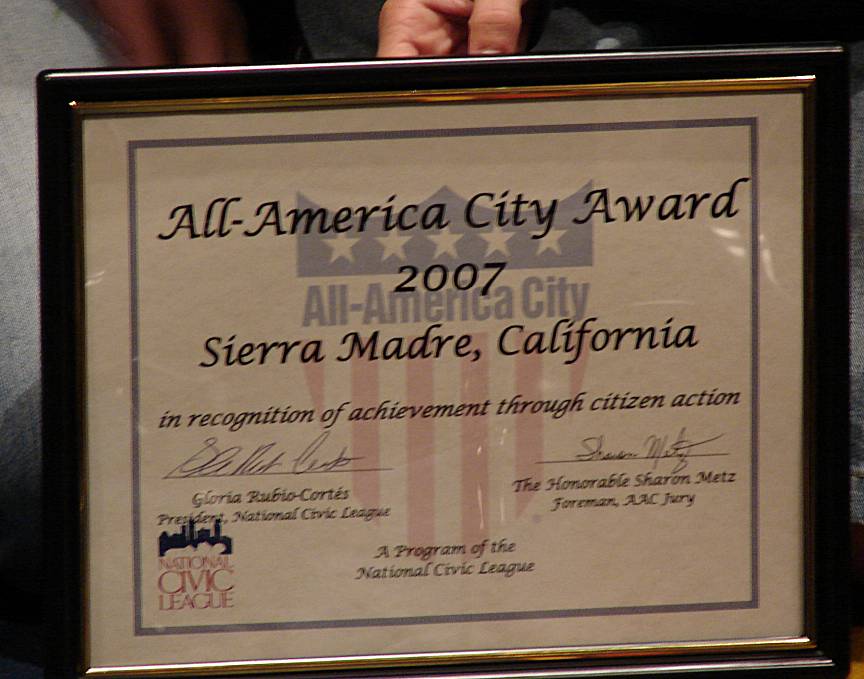 All-America City Award
2007
All-America City
Sierra Madre, California
in recognition of achievement through citizen action
Gloria Rubio-Cortés
President, National Civic League
The Honorable Sharon Metz
Foreman, AAC Jury
NATIONAL
CIVIC
LEAGUE
A Program of the
National Civic League